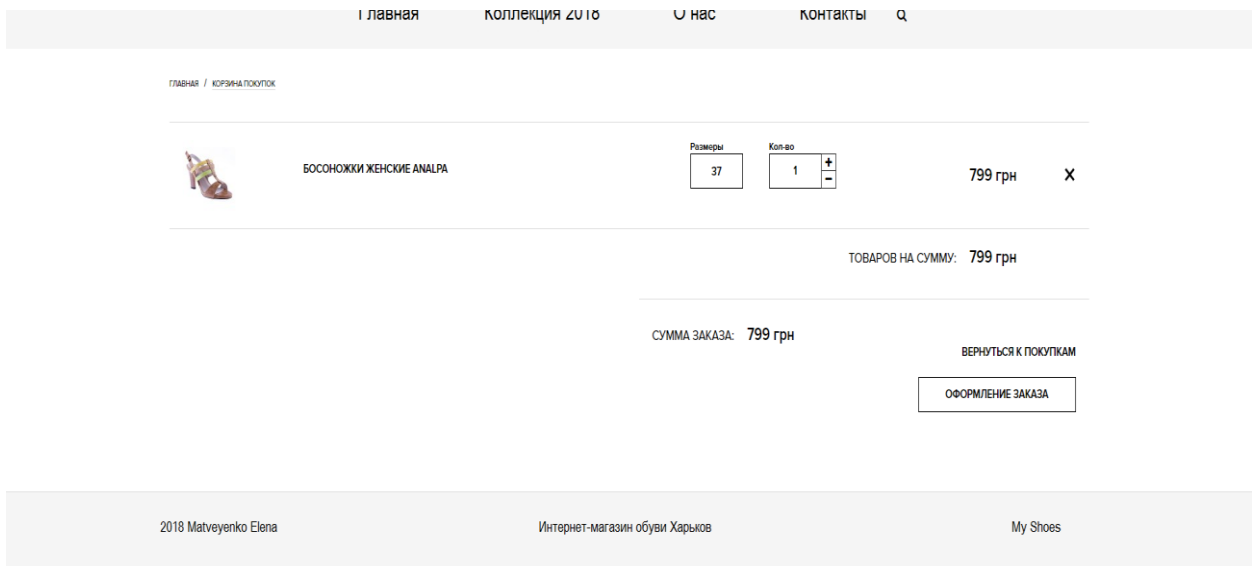 Главная Коллекция 2018 О нас Контакты
ГЛАВНАЯ / КОРЗИНА ПОКУПОК
Размеры Кол-во
БОСОНОЖКИ ЖЕНСКИЕ ANALPA 37 1 + − 799 грн X
ТОВАРОВ НА СУММУ: 799 грн
СУММА ЗАКАЗА: 799 грн
ВЕРНУТЬСЯ К ПОКУПКАМ
ОФОРМЛЕНИЕ ЗАКАЗА
2018 Matveyenko Elena Интернет-магазин обуви Харьков My Shoes